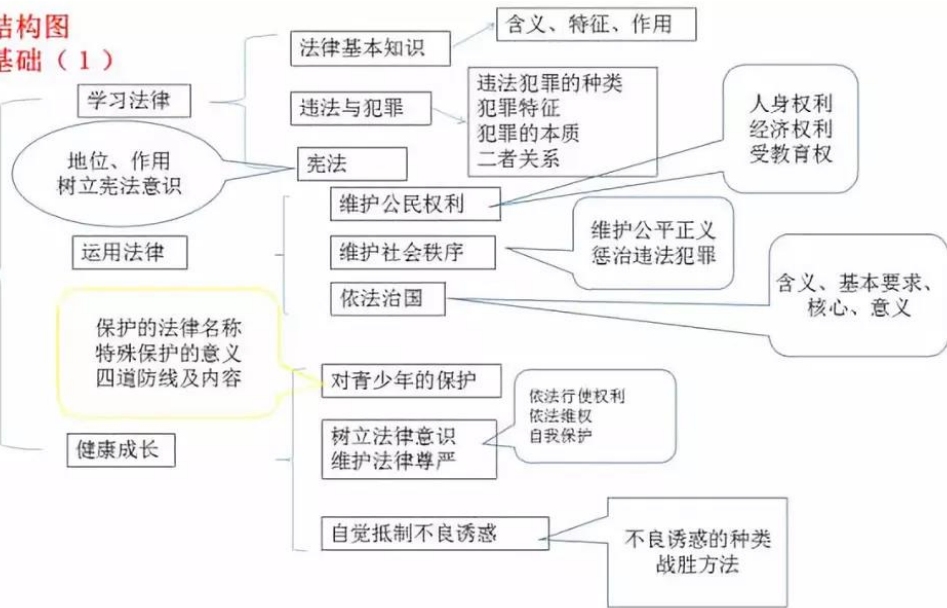 结构图
基础（1）
学习法律
法律基本知识
含义、特征、作用
违法与犯罪
违法犯罪的种类
犯罪特征
犯罪的本质
二者关系
地位、作用
树立宪法意识
宪法
运用法律
维护公民权利
人身权利
经济权利
受教育权
维护社会秩序
维护公平正义
惩治违法犯罪
依法治国
含义、基本要求、
核心、意义
健康成长
保护的法律名称
特殊保护的意义
四道防线及内容
对青少年的保护
树立法律意识
维护法律尊严
依法行使权利
依法维权
自我保护
自觉抵制不良诱惑
不良诱惑的种类
战胜方法